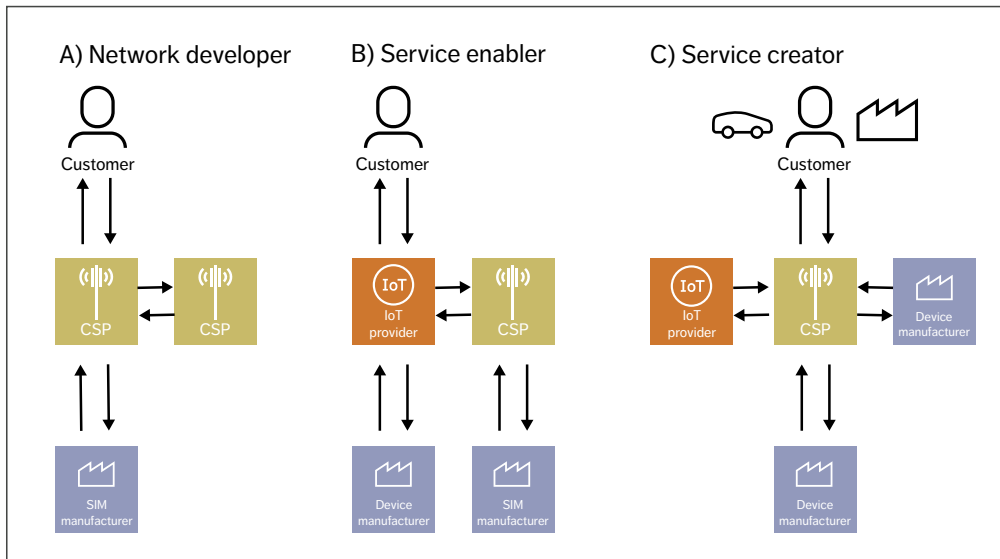 A) Network developer
Customer
CSP
CSP
SIM
manufacturer
B) Service enabler
Customer
IoT
IoT
provider
CSP
Device
manufacturer
SIM
manufacturer
C) Service creator
Customer
IoT
IoT
provider
CSP
Device
manufacturer
Device
manufacturer